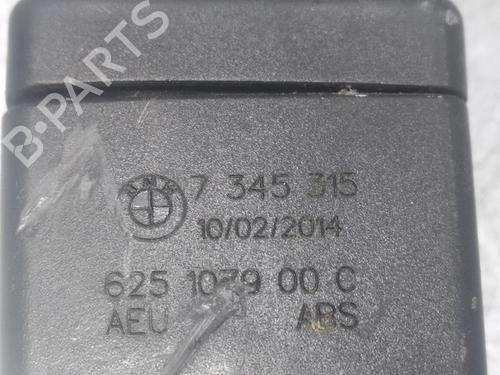 B-PARTS
BMW
7 345 315
10/02/2014
625 1079 00 C
AEU ABS